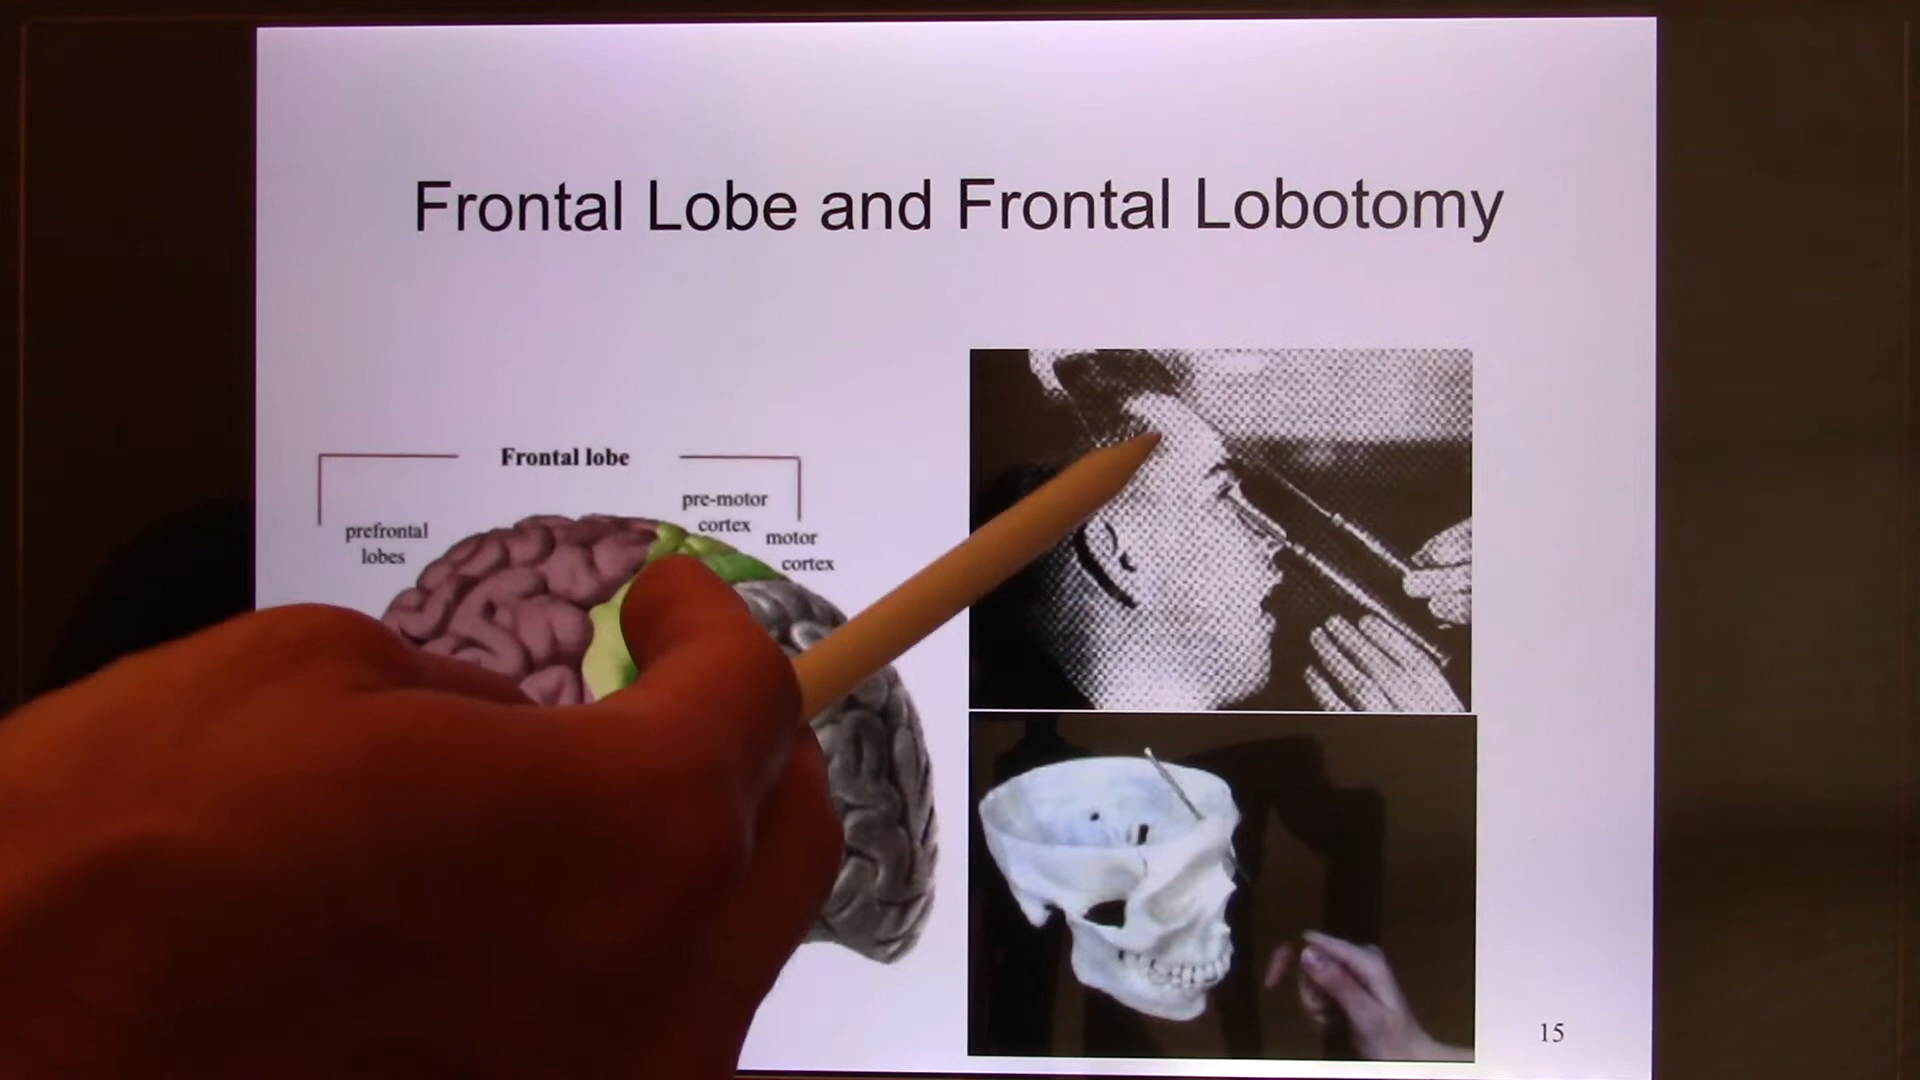 Frontal Lobe and Frontal Lobotomy
Frontal lobe
prefrontal
lobes
pre-motor
cortex
motor
cortex
15